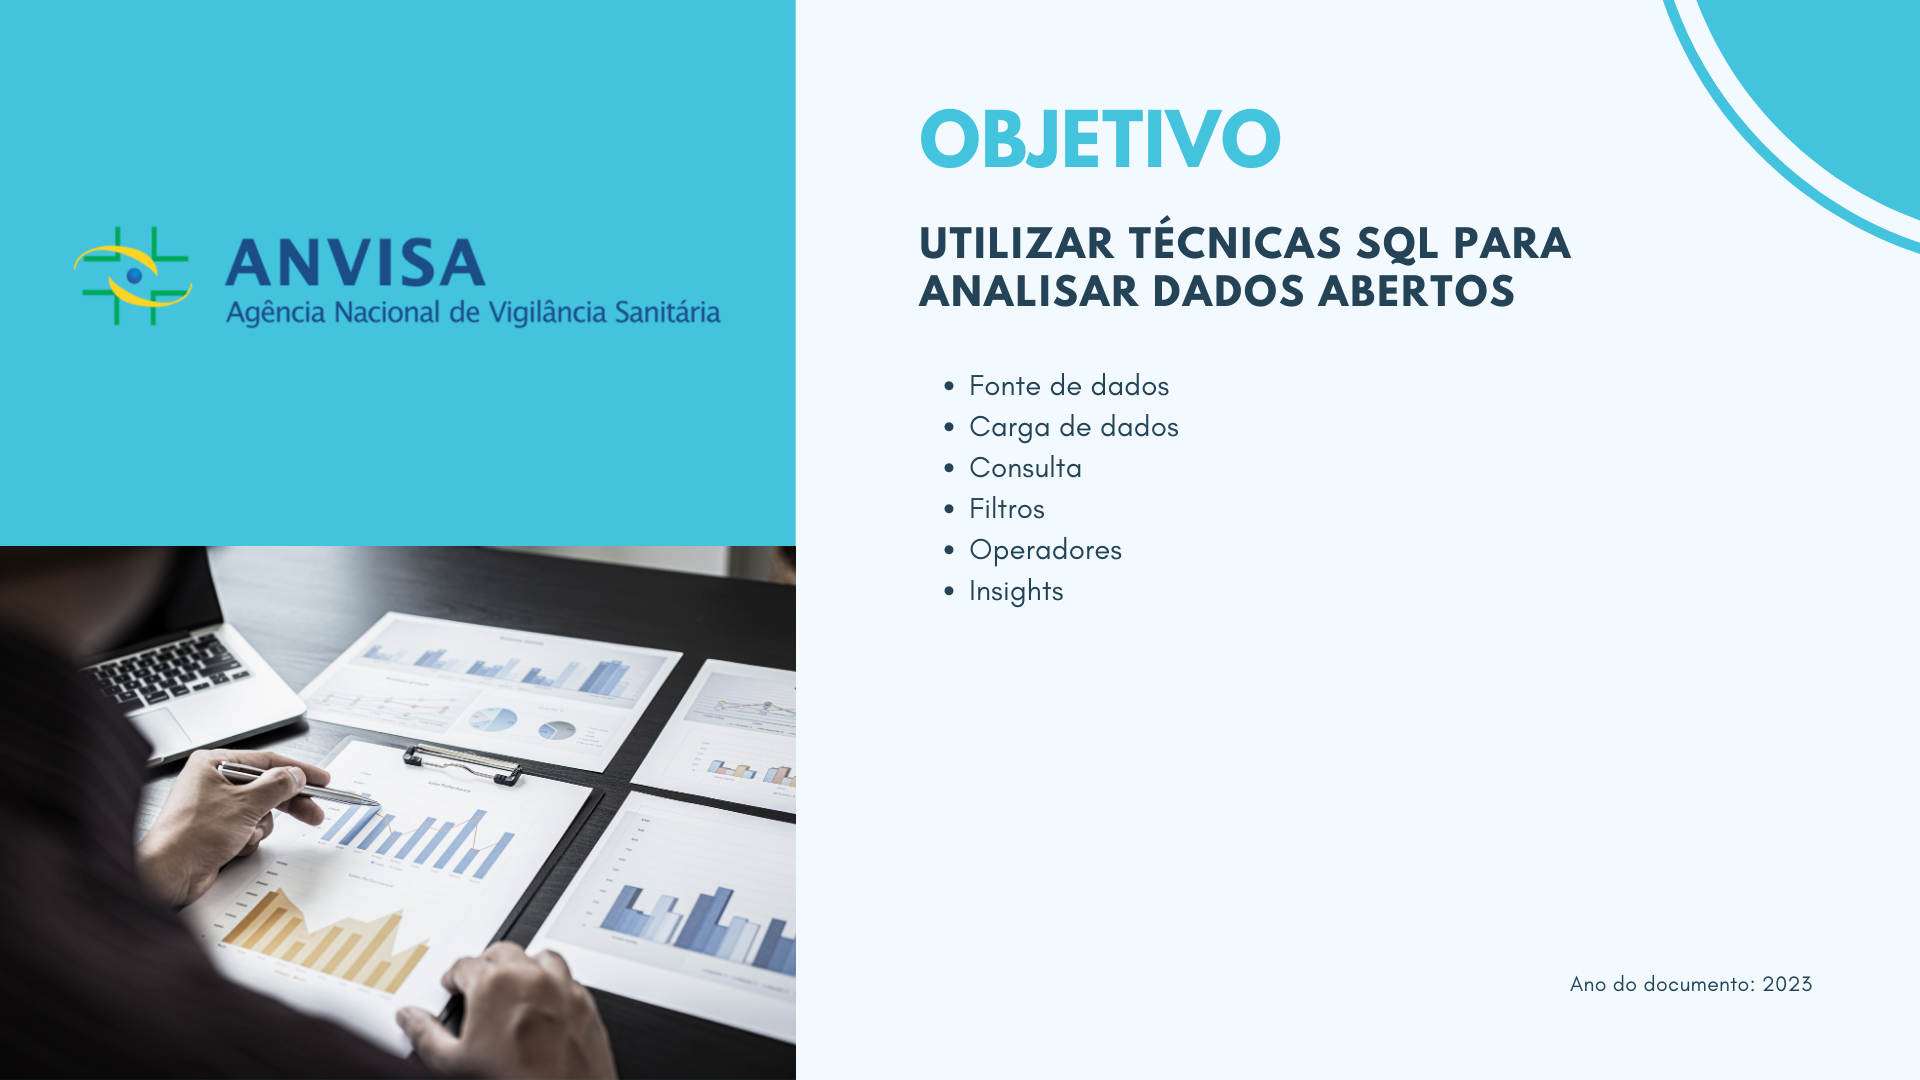 ANVISA
Agência Nacional de Vigilância Sanitária
OBJETIVO
UTILIZAR TÉCNICAS SQL PARA
ANALISAR DADOS ABERTOS
• Fonte de dados
• Carga de dados
• Consulta
• Filtros
• Operadores
• Insights
Ano do documento: 2023